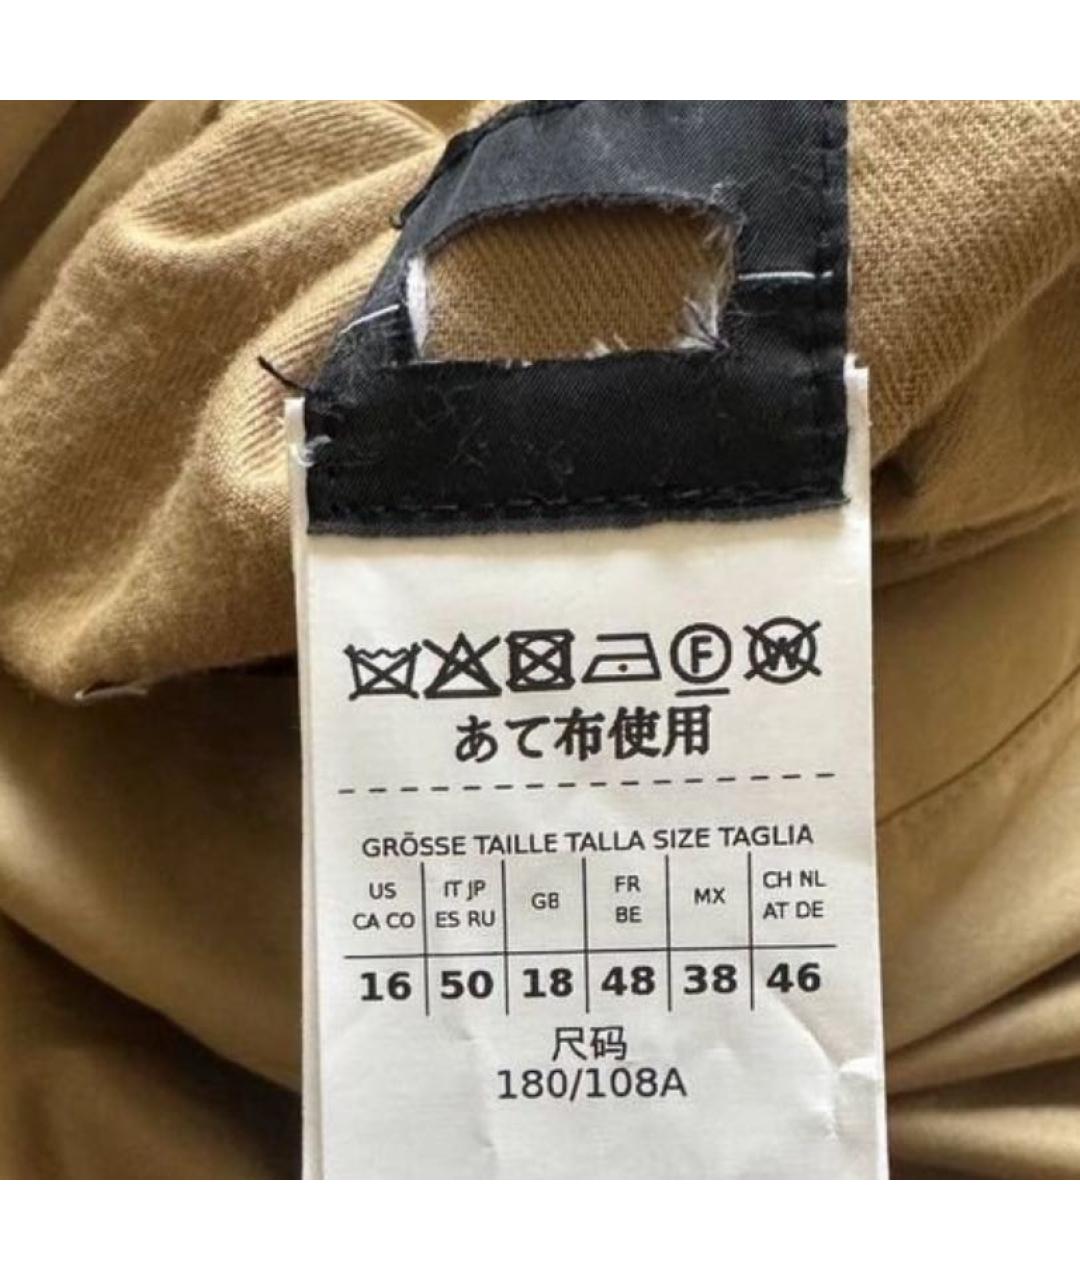 F W
あて布使用
GRÖSSE TAILLE TALLA SIZE TAGLIA
US IT JP GB FR MX CH NL
CA CO ES RU BE AT DE
16 50 18 48 38 46
尺码
180/108A